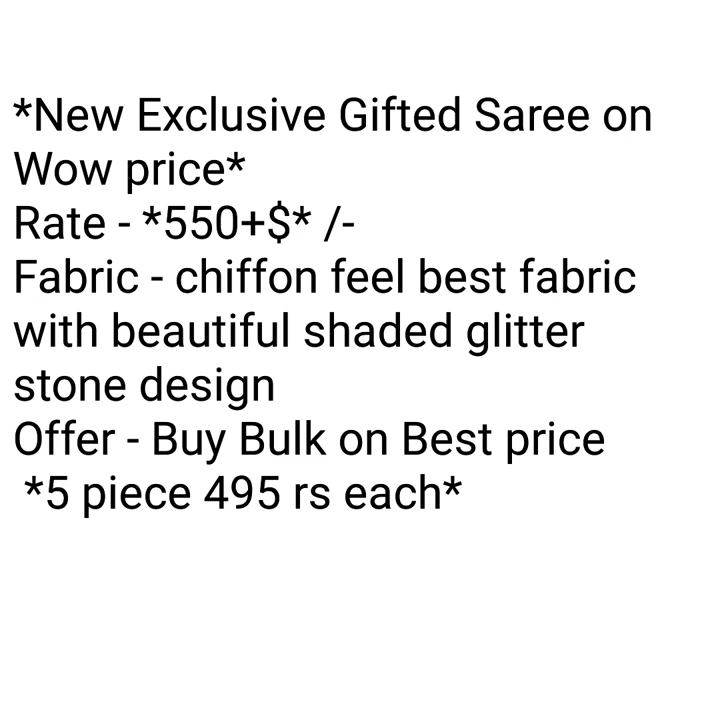 *New Exclusive Gifted Saree on
Wow price*
Rate - *550+$* /-
Fabric - chiffon feel best fabric
with beautiful shaded glitter
stone design
Offer - Buy Bulk on Best price
*5 piece 495 rs each*